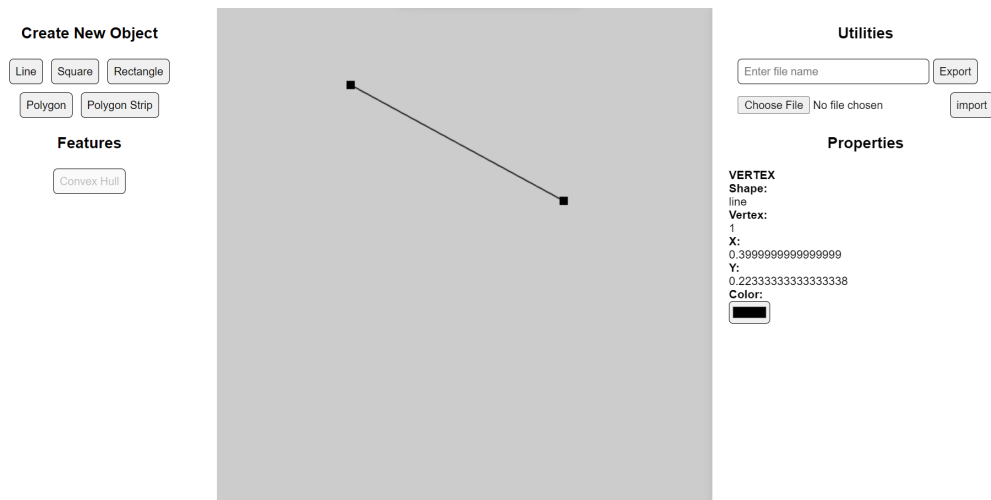 Create New Object
Line Square Rectangle
Polygon Polygon Strip
Features
Convex Hull
Utilities
Enter file name Export
Choose File No file chosen import
Properties
VERTEX
Shape:
line
Vertex:
1
X:
0.3999999999999999
Y:
0.22333333333333338
Color: